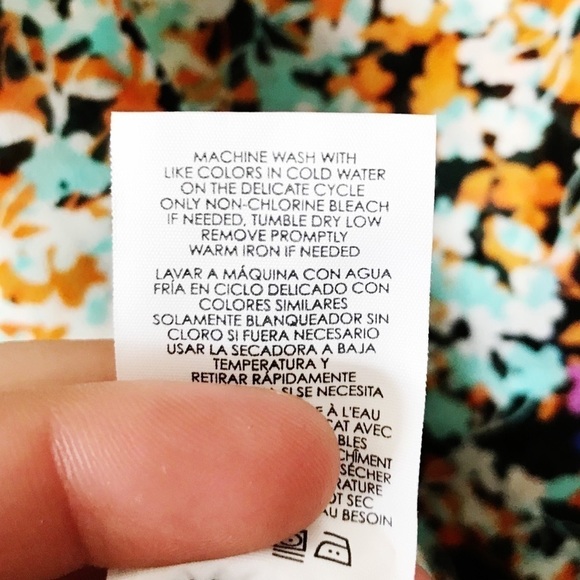 MACHINE WASH WITH
LIKE COLORS IN COLD WATER
ON THE DELICATE CYCLE
ONLY NON-CHLORINE BLEACH
IF NEEDED, TUMBLE DRY LOW
REMOVE PROMPTLY
WARM IRON IF NEEDED
LAVAR A MÁQUINA CON AGUA
FRÍA EN CICLO DELICADO CON
COLORES SIMILARES
SOLAMENTE BLANQUEADOR SIN
CLORO SI FUERA NECESARIO
USAR LA SECADORA A BAJA
TEMPERATURA Y
RETIRAR RÁPIDAMENTE
SI SE NECESITA
À L'EAU
AVEC
SEC
AU BESOIN